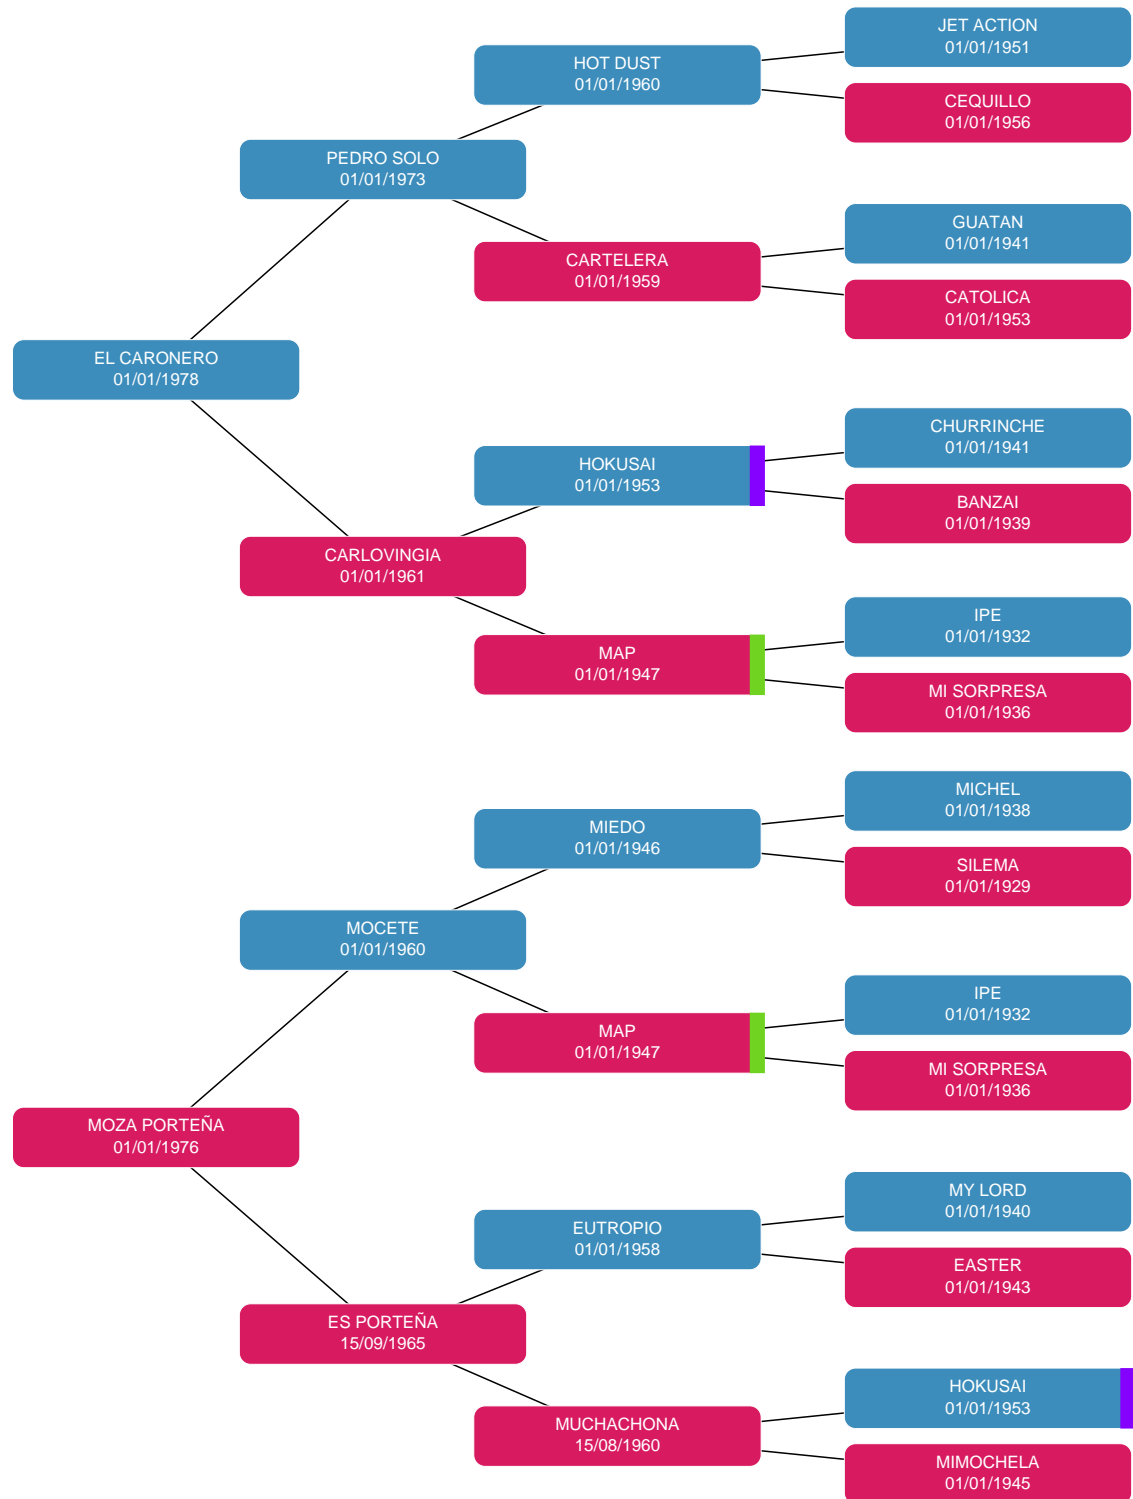 JET ACTION
01/01/1951
HOT DUST
01/01/1960
CEQUILLO
01/01/1956
PEDRO SOLO
01/01/1973
GUATAN
01/01/1941
CARTELERA
01/01/1959
CATOLICA
01/01/1953
EL CARONERO
01/01/1978
CHURRINCHE
01/01/1941
HOKUSAI
01/01/1953
BANZAI
01/01/1939
CARLOVINGIA
01/01/1961
IPE
01/01/1932
MAP
01/01/1947
MI SORPRESA
01/01/1936
MICHEL
01/01/1938
MIEDO
01/01/1946
SILEMA
01/01/1929
MOCETE
01/01/1960
IPE
01/01/1932
MAP
01/01/1947
MI SORPRESA
01/01/1936
MOZA PORTEÑA
01/01/1976
MY LORD
01/01/1940
EUTROPIO
01/01/1958
EASTER
01/01/1943
ES PORTEÑA
15/09/1965
HOKUSAI
01/01/1953
MUCHACHONA
15/08/1960
MIMOCHELA
01/01/1945